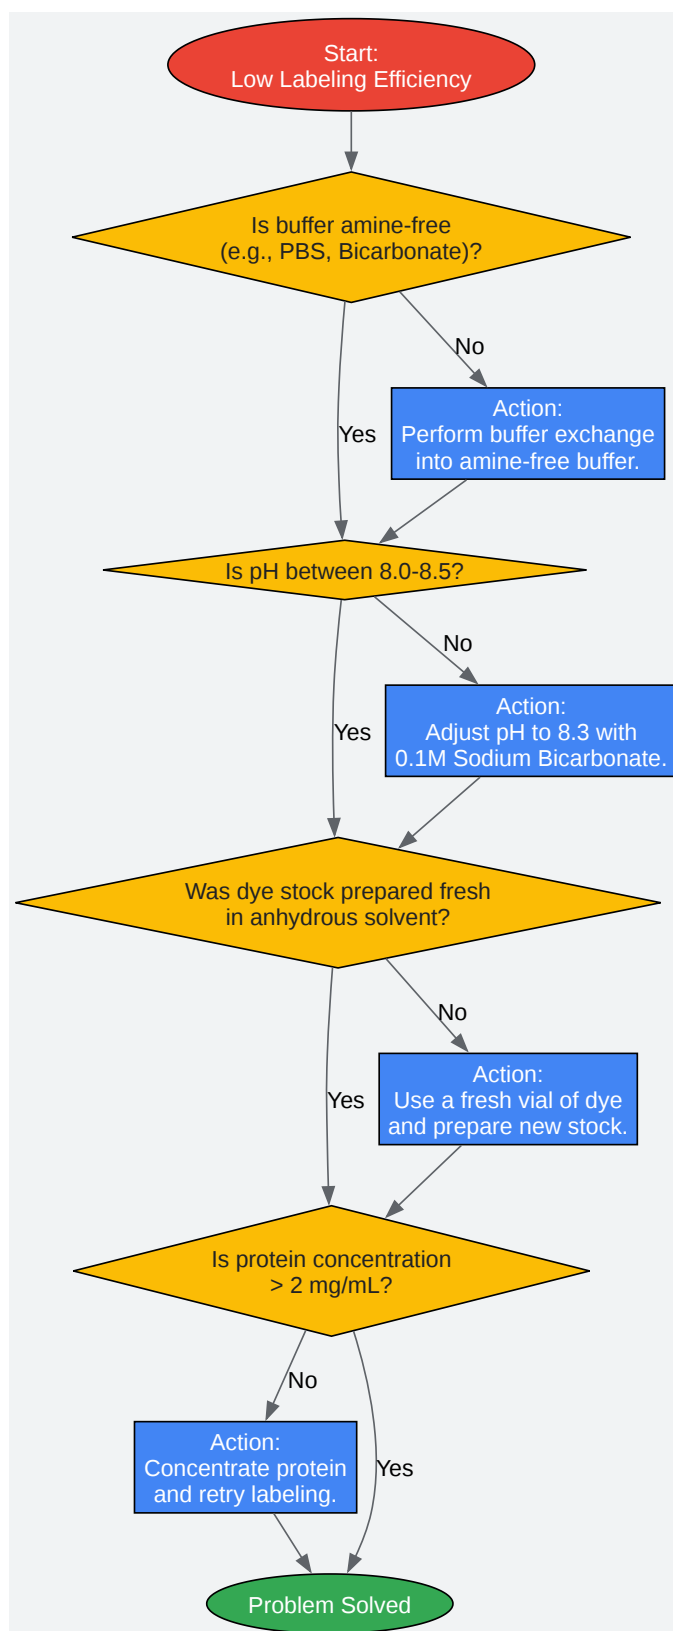 Start:
Low Labeling Efficiency
Is buffer amine-free
(e.g., PBS, Bicarbonate)?
No
Yes
Action:
Perform buffer exchange
into amine-free buffer.
Is pH between 8.0-8.5?
No
Yes
Action:
Adjust pH to 8.3 with
0.1M Sodium Bicarbonate.
Was dye stock prepared fresh
in anhydrous solvent?
No
Yes
Action:
Use a fresh vial of dye
and prepare new stock.
Is protein concentration
> 2 mg/mL?
No
Yes
Action:
Concentrate protein
and retry labeling.
Problem Solved